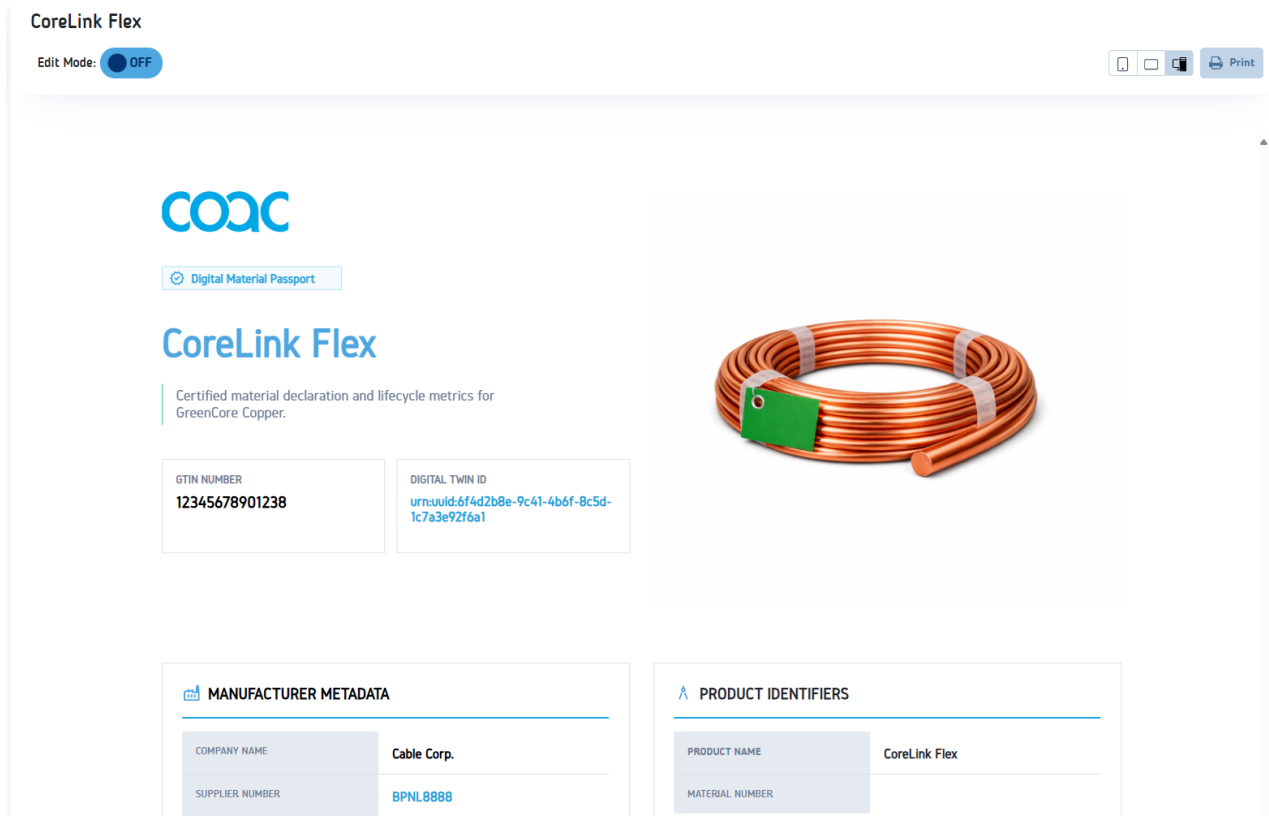 CoreLink Flex
Edit Mode: OFF
Print
coac
Digital Material Passport
CoreLink Flex
Certified material declaration and lifecycle metrics for
GreenCore Copper.
GTIN NUMBER
12345678901238
DIGITAL TWIN ID
urn:uuid:6f4d2b8e-9c41-4b6f-8c5d-
1c7a3e92f6a1
MANUFACTURER METADATA
COMPANY NAME
Cable Corp.
SUPPLIER NUMBER
BPNL8888
PRODUCT IDENTIFIERS
PRODUCT NAME
CoreLink Flex
MATERIAL NUMBER